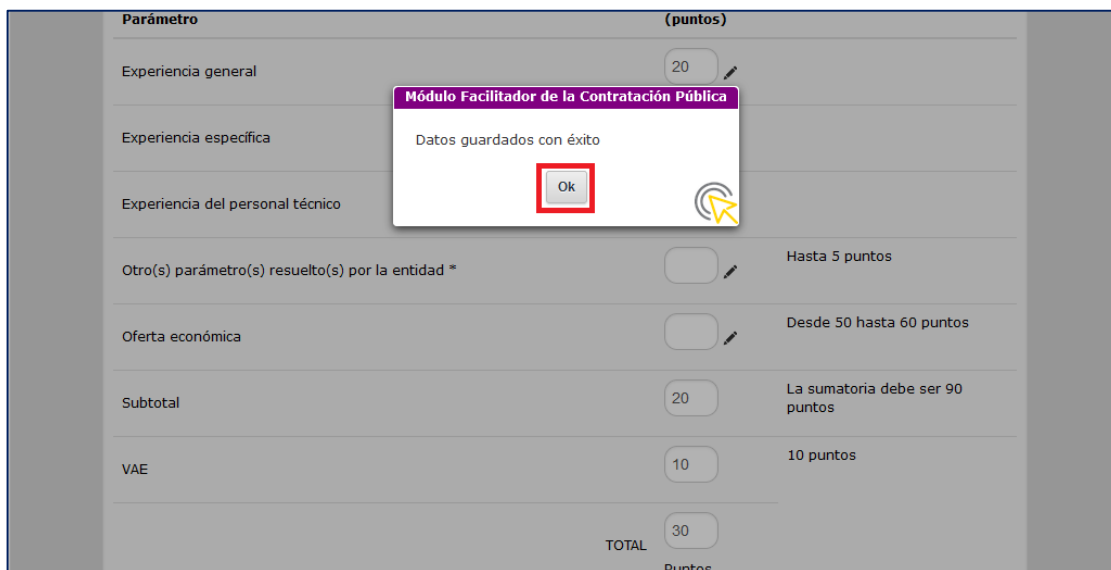 Parámetro (puntos)
Experiencia general 20
Módulo Facilitador de la Contratación Pública
Experiencia específica
Datos guardados con éxito
Ok
Experiencia del personal técnico
Otro(s) parámetro(s) resuelto(s) por la entidad * Hasta 5 puntos
Oferta económica Desde 50 hasta 60 puntos
Subtotal 20 La sumatoria debe ser 90
puntos
VAE 10 10 puntos
TOTAL 30
Puntos